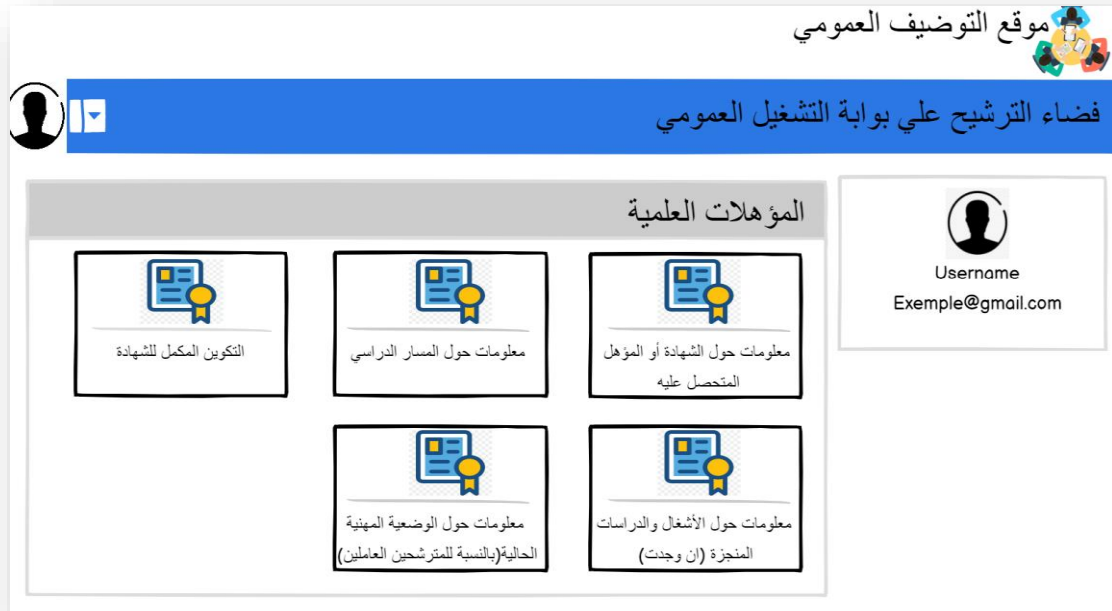 موقع التوضيف العمومي
فضاء الترشيح علي بوابة التشغيل العمومي
Username
Exemple@gmail.com
المؤهلات العلمية
معلومات حول الشهادة أو المؤهل
المتحصل عليه
معلومات حول المسار الدراسي
التكوين المكمل للشهادة
معلومات حول الأشغال والدراسات
المنجزة (ان وجدت)
معلومات حول الوضعية المهنية
الحالية(بالنسبة للمترشحين العاملين)